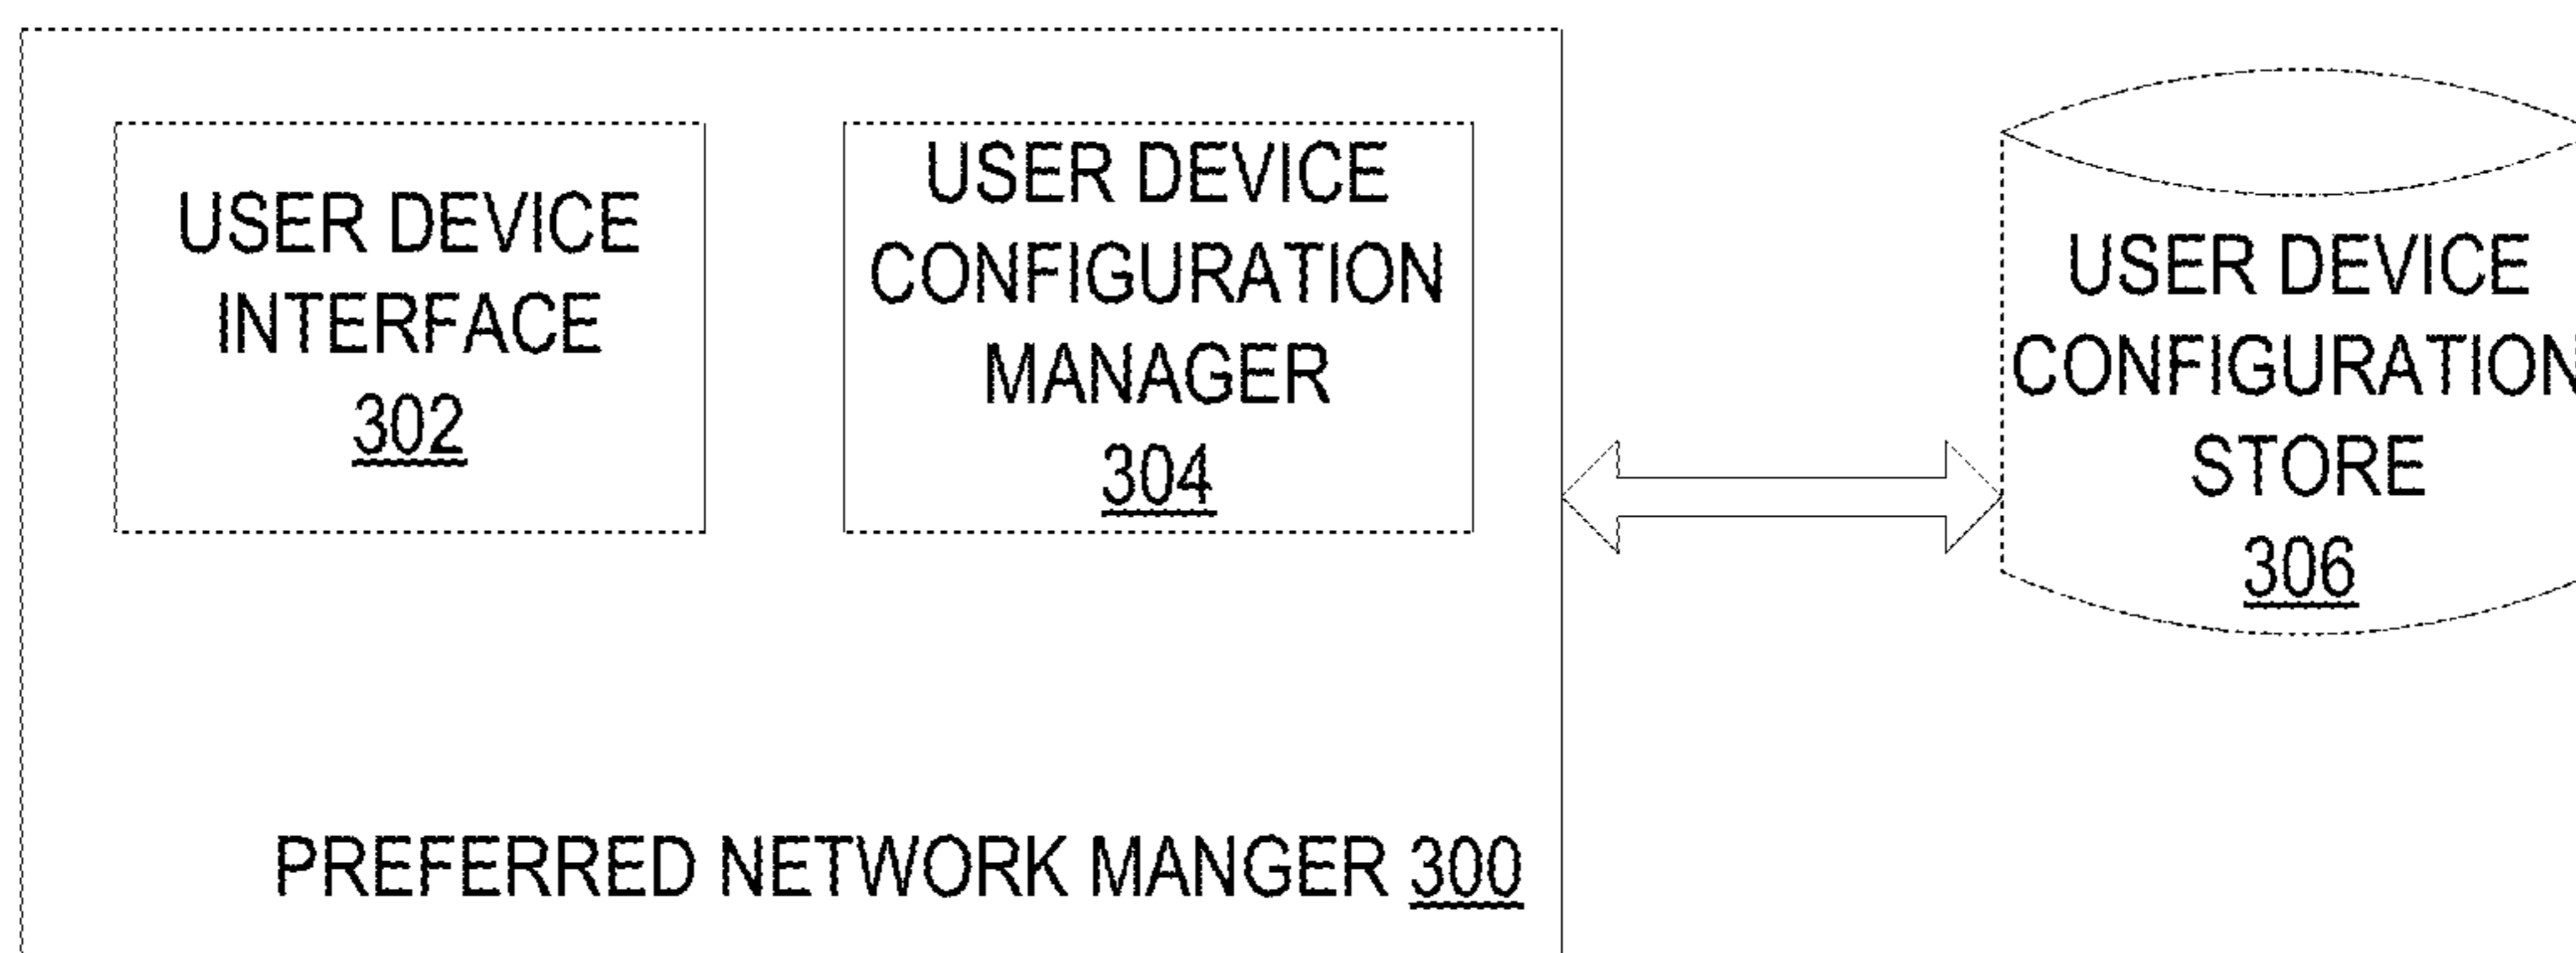 USER DEVICE
INTERFACE
302
USER DEVICE
CONFIGURATION
MANAGER
304
USER DEVICE
CONFIGURATION
STORE
306
PREFERRED NETWORK MANGER 300